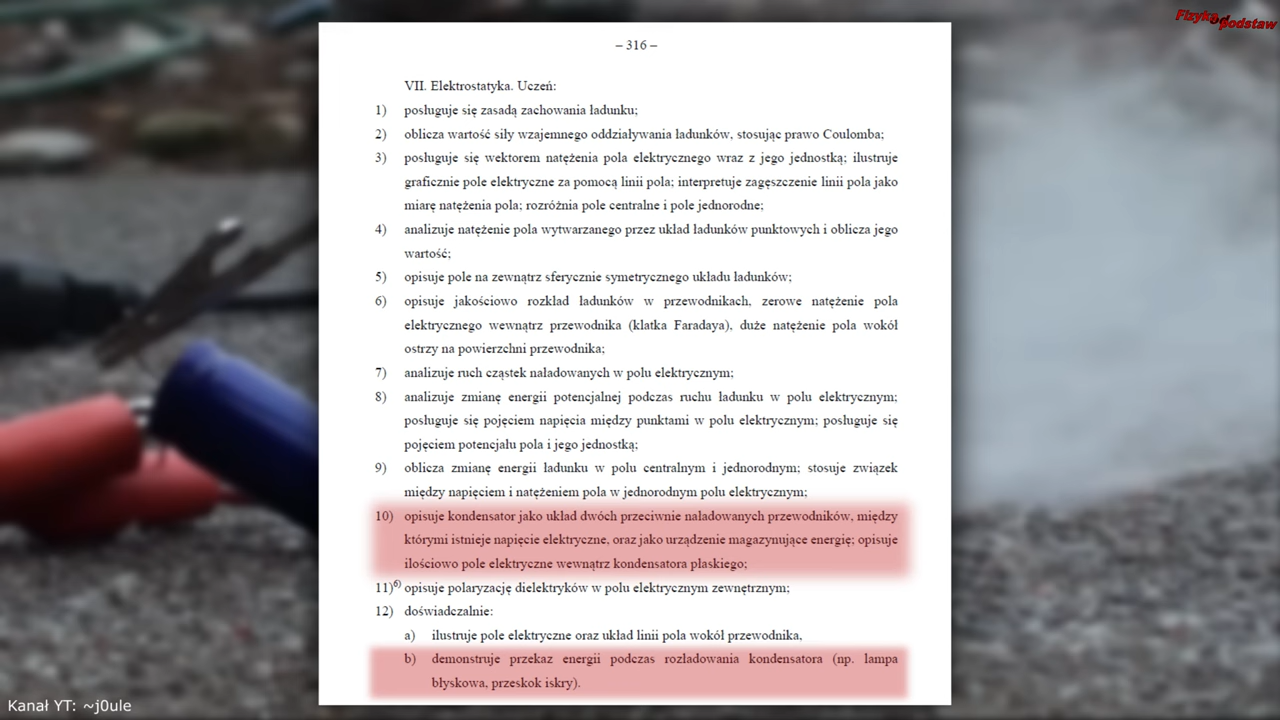 Fizyka od podstaw
– 316 –
VII. Elektrostatyka. Uczeń:
1) posługuje się zasadą zachowania ładunku;
2) oblicza wartość siły wzajemnego oddziaływania ładunków, stosując prawo Coulomba;
3) posługuje się wektorem natężenia pola elektrycznego wraz z jego jednostką; ilustruje
graficznie pole elektryczne za pomocą linii pola; interpretuje zagęszczenie linii pola jako
miarę natężenia pola; rozróżnia pole centralne i pole jednorodne;
4) analizuje natężenie pola wytwarzanego przez układ ładunków punktowych i oblicza jego
wartość;
5) opisuje pole na zewnątrz sferycznie symetrycznego układu ładunków;
6) opisuje jakościowo rozkład ładunków w przewodnikach, zerowe natężenie pola
elektrycznego wewnątrz przewodnika (klatka Faradaya), duże natężenie pola wokół
ostrzy na powierzchni przewodnika;
7) analizuje ruch cząstek naładowanych w polu elektrycznym;
8) analizuje zmianę energii potencjalnej podczas ruchu ładunku w polu elektrycznym;
posługuje się pojęciem napięcia między punktami w polu elektrycznym; posługuje się
pojęciem potencjału pola i jego jednostką;
9) oblicza zmianę energii ładunku w polu centralnym i jednorodnym; stosuje związek
między napięciem i natężeniem pola w jednorodnym polu elektrycznym;
10) opisuje kondensator jako układ dwóch przeciwnie naładowanych przewodników, między
którymi istnieje napięcie elektryczne, oraz jako urządzenie magazynujące energię; opisuje
ilościowo pole elektryczne wewnątrz kondensatora płaskiego;
11)⁶⁾ opisuje polaryzację dielektryków w polu elektrycznym zewnętrznym;
12) doświadczalnie:
a) ilustruje pole elektryczne oraz układ linii pola wokół przewodnika,
b) demonstruje przekaz energii podczas rozładowania kondensatora (np. lampa
błyskowa, przeskok iskry).
Kanał YT: ~j0ule